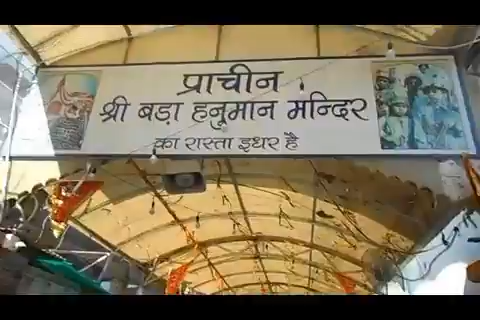 प्राचीन
श्री बड़ा हनुमान मन्दिर
का रास्ता इधर है